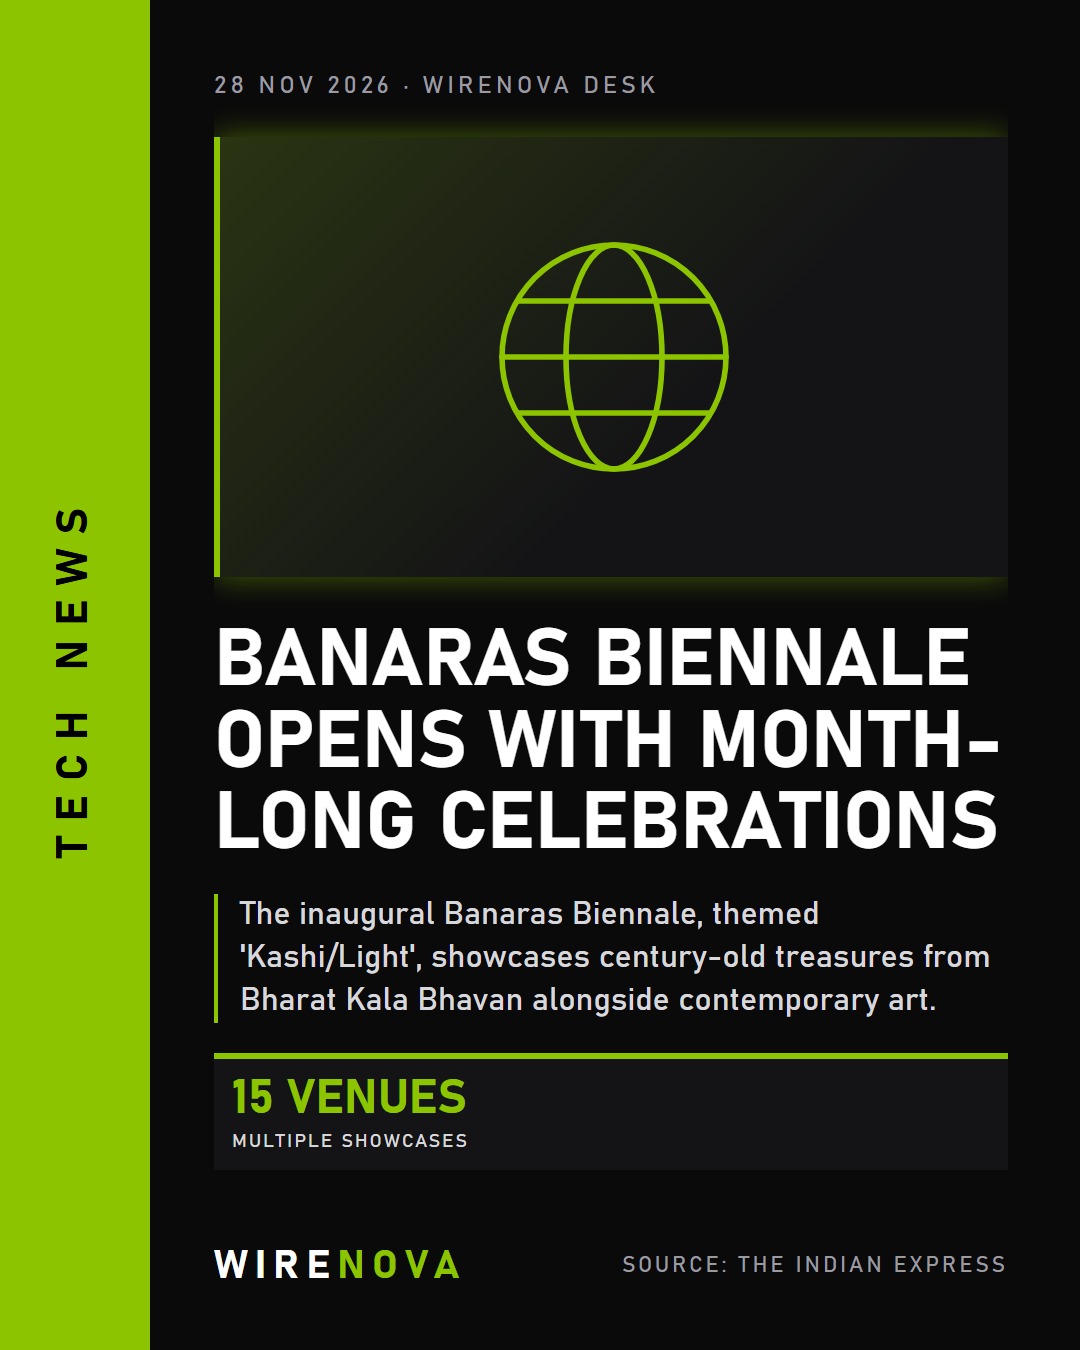 28 NOV 2026 · WIRENOVA DESK
TECH NEWS
BANARAS BIENNALE
OPENS WITH MONTH-
LONG CELEBRATIONS
The inaugural Banaras Biennale, themed
'Kashi/Light', showcases century-old treasures from
Bharat Kala Bhavan alongside contemporary art.
15 VENUES
MULTIPLE SHOWCASES
WIRENOVA
SOURCE: THE INDIAN EXPRESS